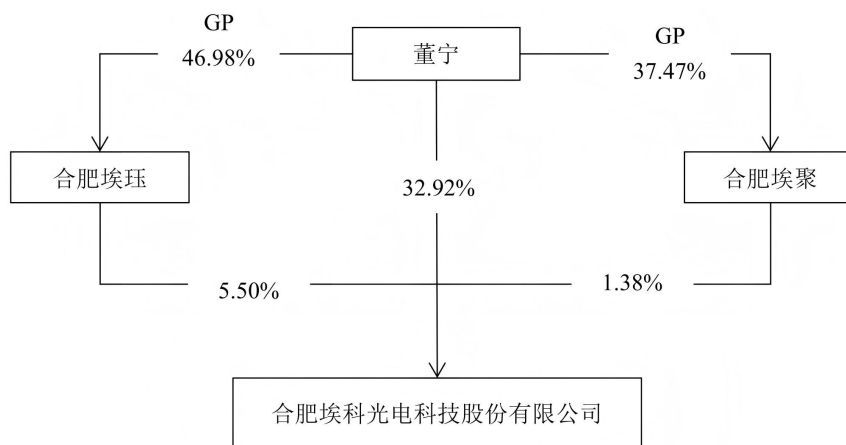 GP
46.98%
董宁
GP
37.47%
合肥埃珏
32.92%
合肥埃聚
5.50%
1.38%
合肥埃科光电科技股份有限公司